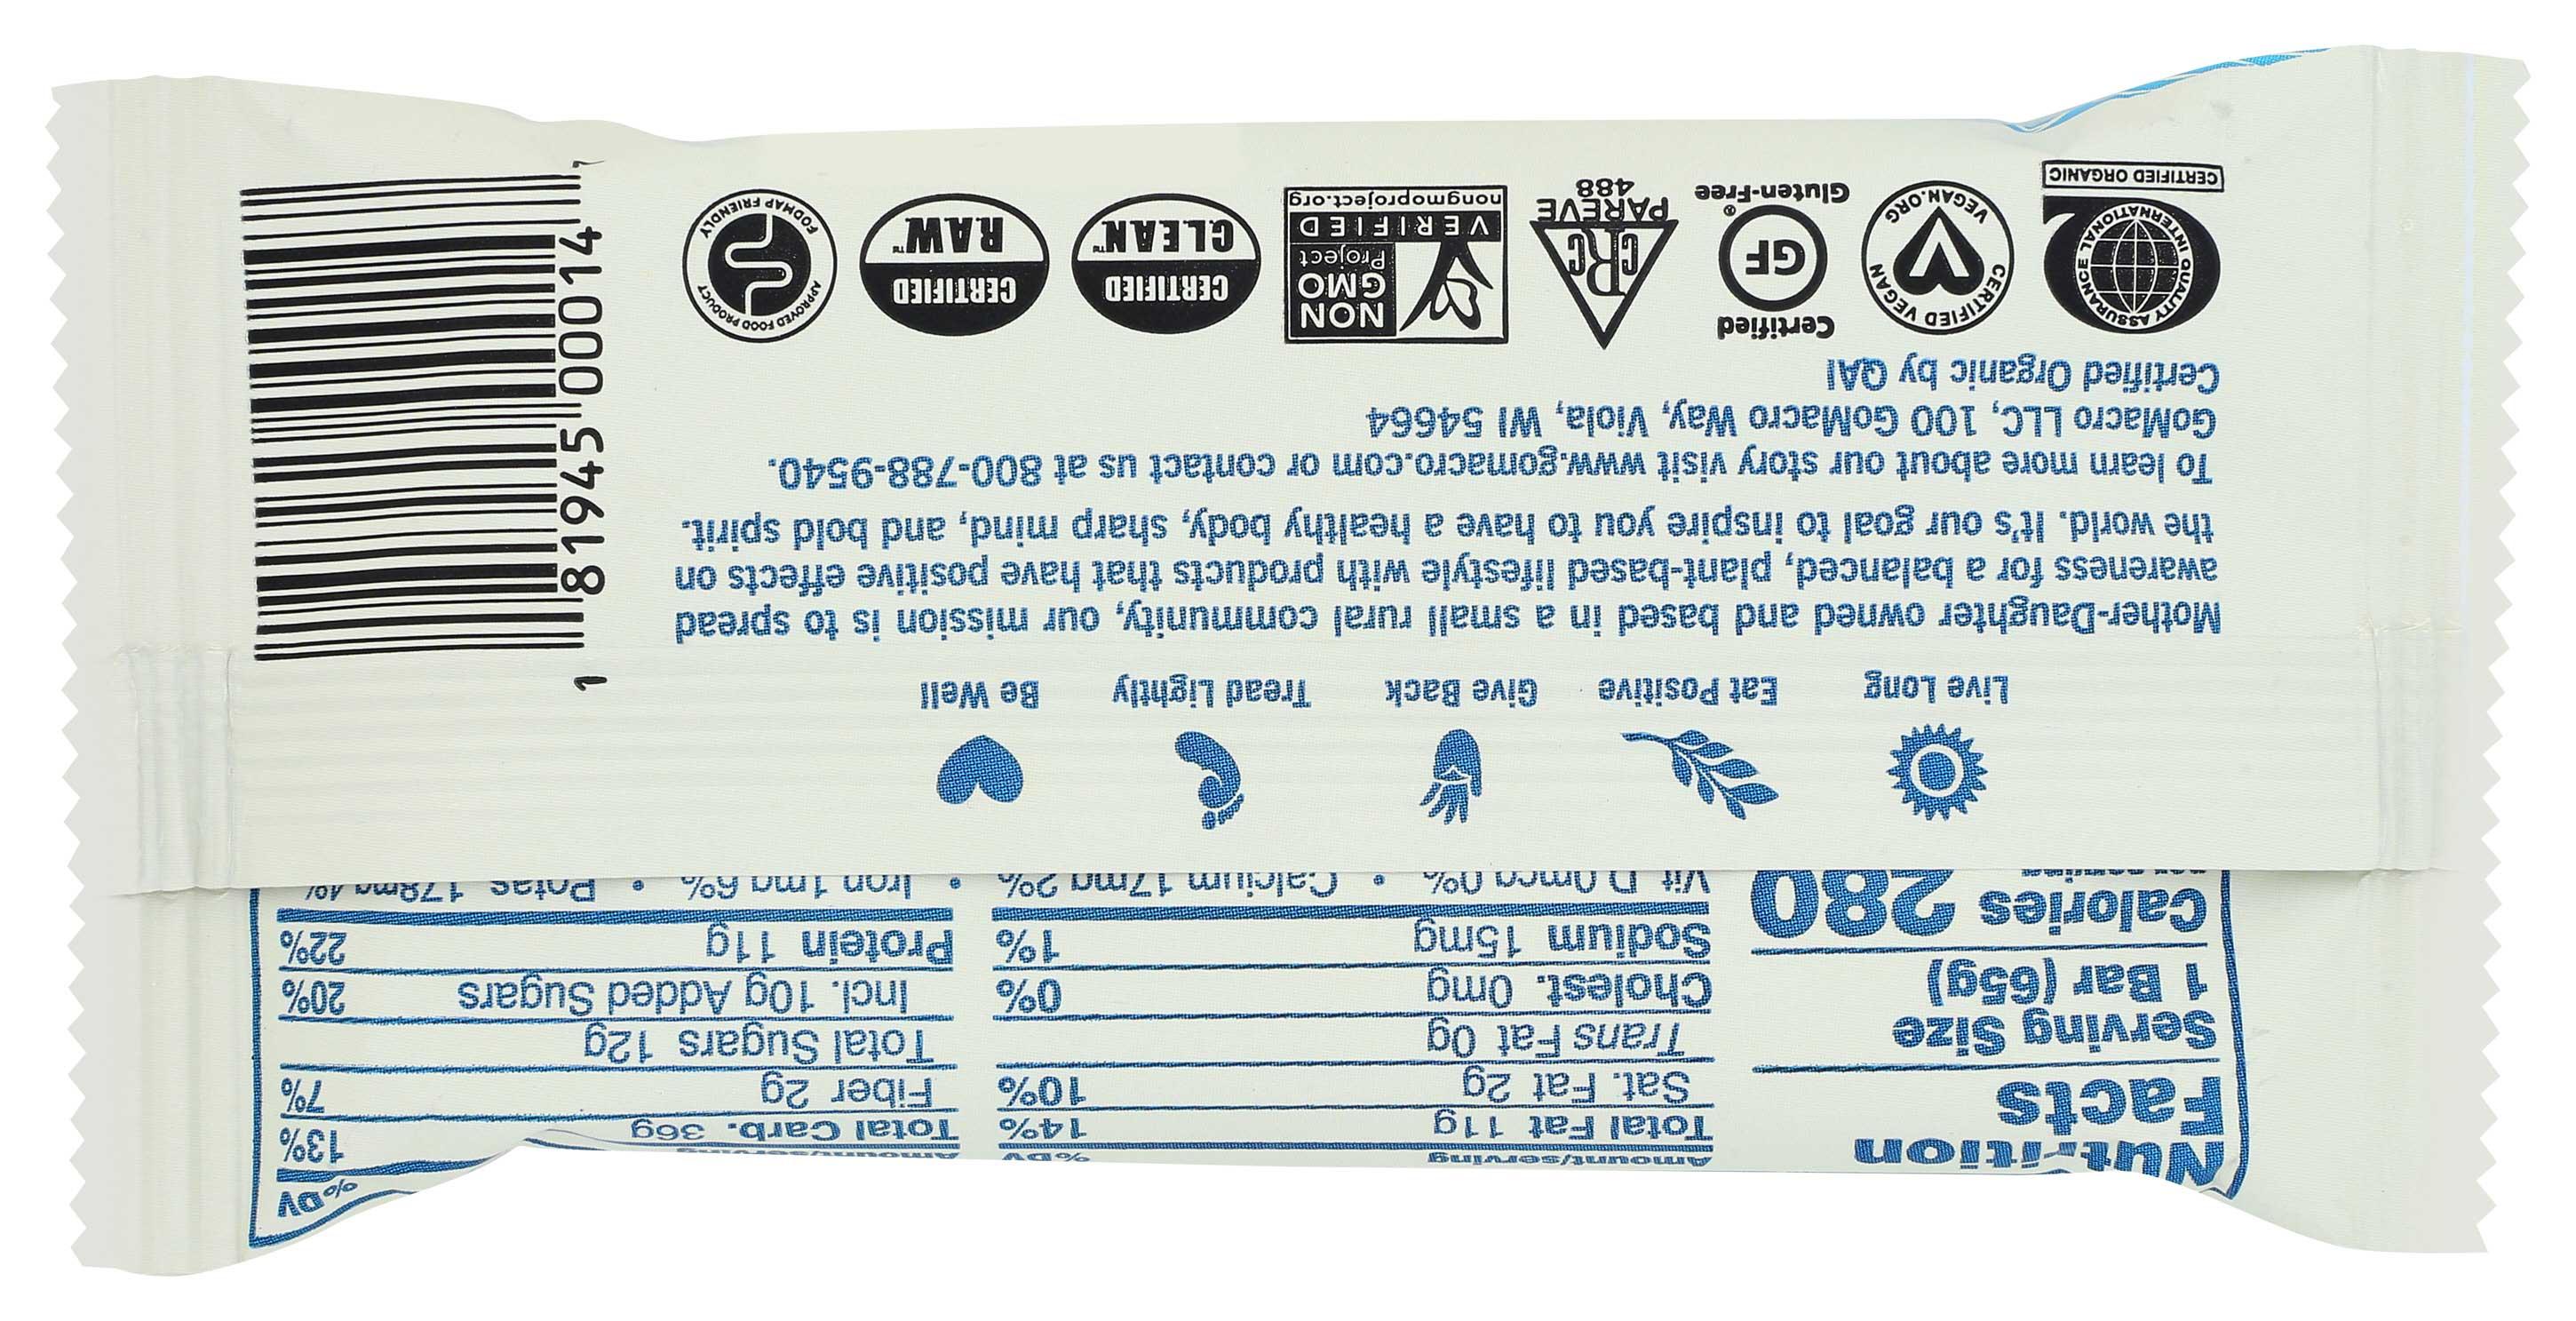 Nutrition
Facts
Serving Size
1 Bar (65g)
Calories 280
per serving
Amount/serving %DV
Total Fat 11g 14%
Sat. Fat 2g 10%
Trans Fat 0g
Cholest. 0mg 0%
Sodium 15mg 1%
Amount/serving %DV
Total Carb. 36g 13%
Fiber 2g 7%
Total Sugars 12g
Incl. 10g Added Sugars 20%
Protein 11g 22%
Vit D 0mcg 0% • Calcium 17mg 2% • Iron 1mg 6% • Potas 178mg 4%
Live Long Eat Positive Give Back Tread Lightly Be Well
Mother-Daughter owned and based in a small rural community, our mission is to spread
awareness for a balanced, plant-based lifestyle with products that have positive effects on
the world. It's our goal to inspire you to have a healthy body, sharp mind, and bold spirit.
To learn more about our story visit www.gomacro.com or contact us at 800-788-9540.
GoMacro LLC, 100 GoMacro Way, Viola, WI 54664
Certified Organic by QAI
QUALITY ASSURANCE INTERNATIONAL
CERTIFIED ORGANIC
CERTIFIED VEGAN
VEGAN.ORG
Certified
GF
Gluten-Free®
cRc
PAREVE
488
NON
GMO
Project
VERIFIED
nongmoproject.org
CERTIFIED
CLEAN™
CERTIFIED
RAW™
APPROVED FOOD PRODUCT
FODMAP FRIENDLY
1 81945 00014 1